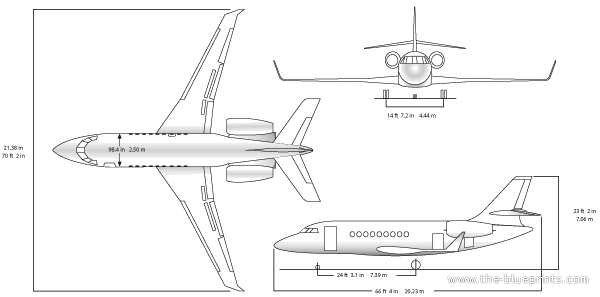 21.38 m
70 ft 2 in
98.4 in 2.50 m
14 ft 7.2 in 4.44 m
23 ft 2 in
7.06 m
24 ft 3.1 in 7.39 m
66 ft 4 in 20.23 m
www.the-blueprints.com